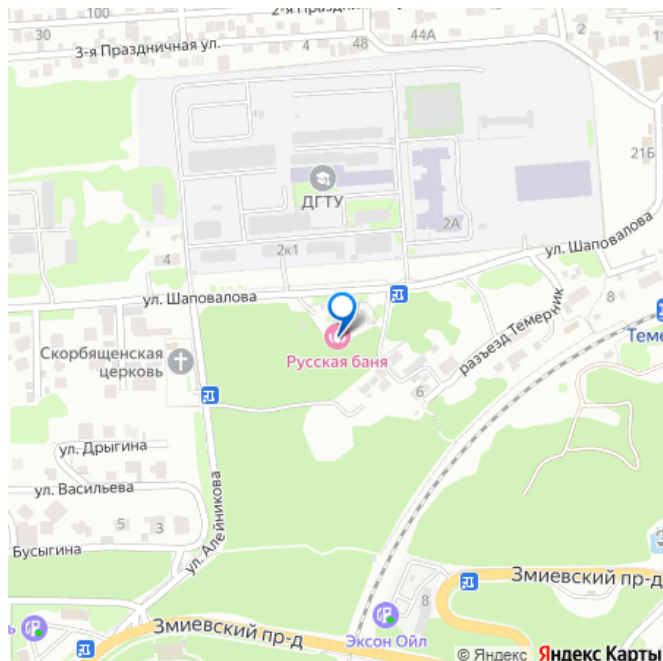 2-я Праздничная
30
100
3-я Праздничная ул.
4
48
44А
2
21Б
ДГТУ
2А
2к1
4
ул. Шаповалова
ул. Шаповалова
8
Русская баня
разъезд Темерник
Теме
Скорбященская
церковь
6
ул. Дрыгина
ул. Васильева
5
3
Бусыгина
ул. Алейникова
Змиевский пр-д
8
Змиевский пр-д
Эксон Ойл
© Яндекс Яндекс Карты